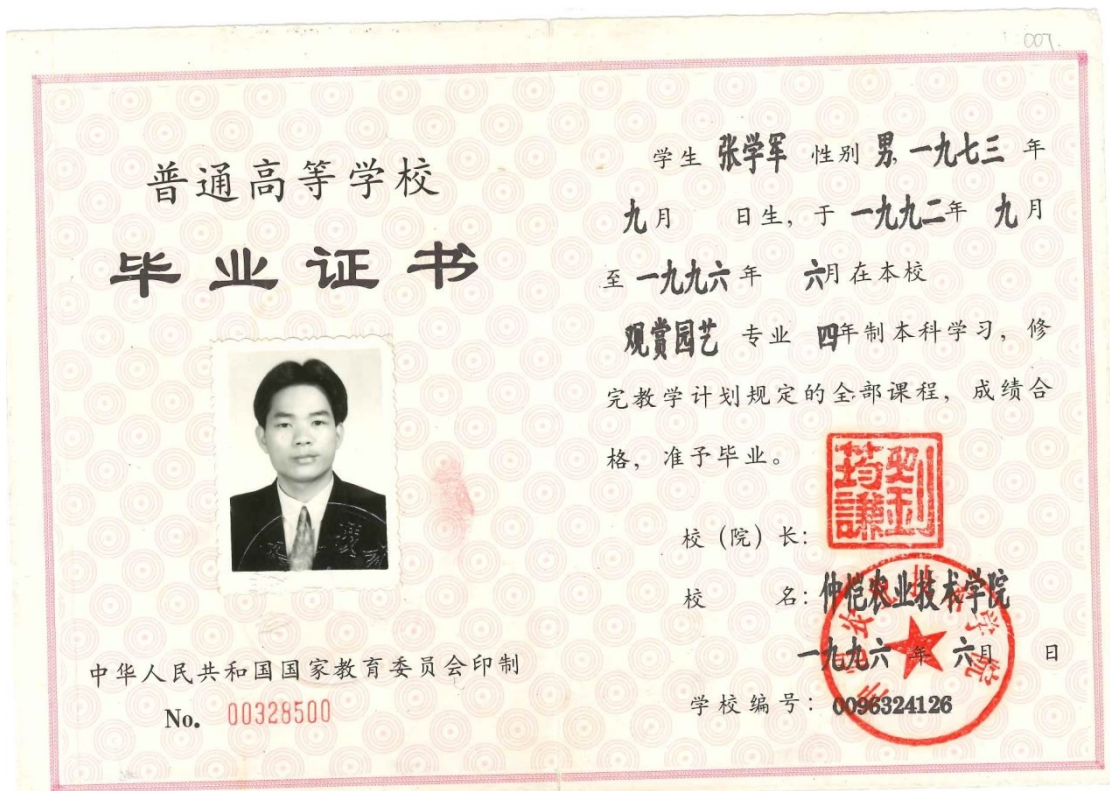 007.
普通高等学校
毕业证书
中华人民共和国国家教育委员会印制
No. 00328500
学生 张学军 性别 男, 一九七三 年
九月 日生, 于 一九九二年 九月
至 一九九六 年 六月在本校
观赏园艺 专业 四年制本科学习, 修
完教学计划规定的全部课程, 成绩合
格, 准予毕业。
校 (院) 长:
校 名: 仲恺农业技术学院
一九九六 年 六月 日
学校编号: 0096324126